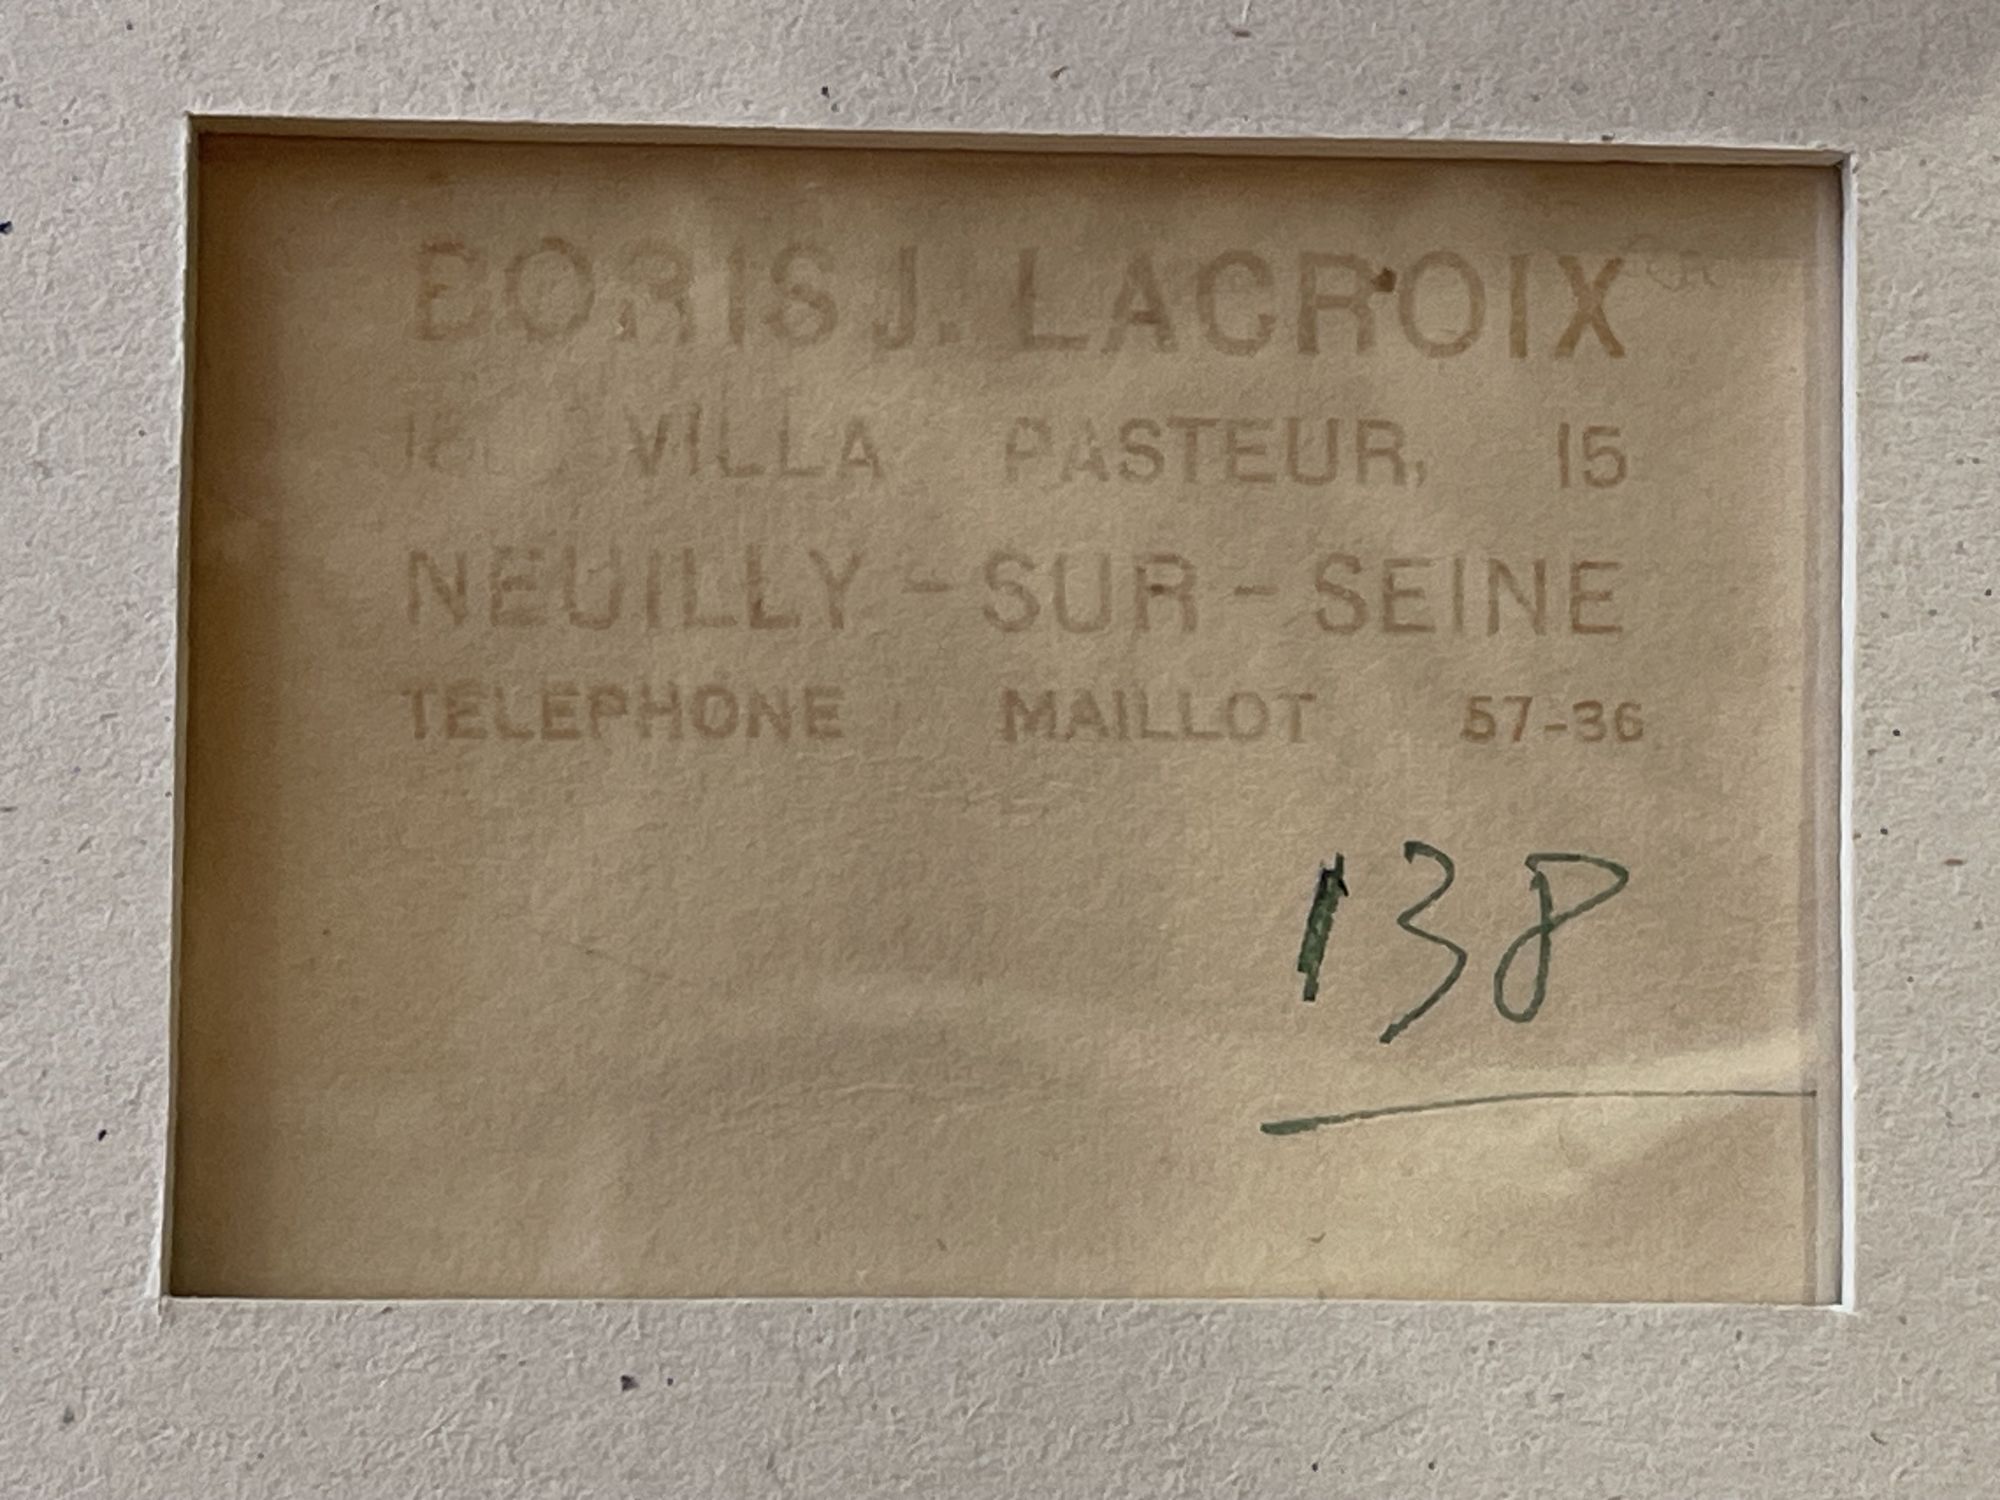 BORIS J. LACROIX
VILLA PASTEUR, 15
NEUILLY - SUR - SEINE
TELEPHONE MAILLOT 57-36
138